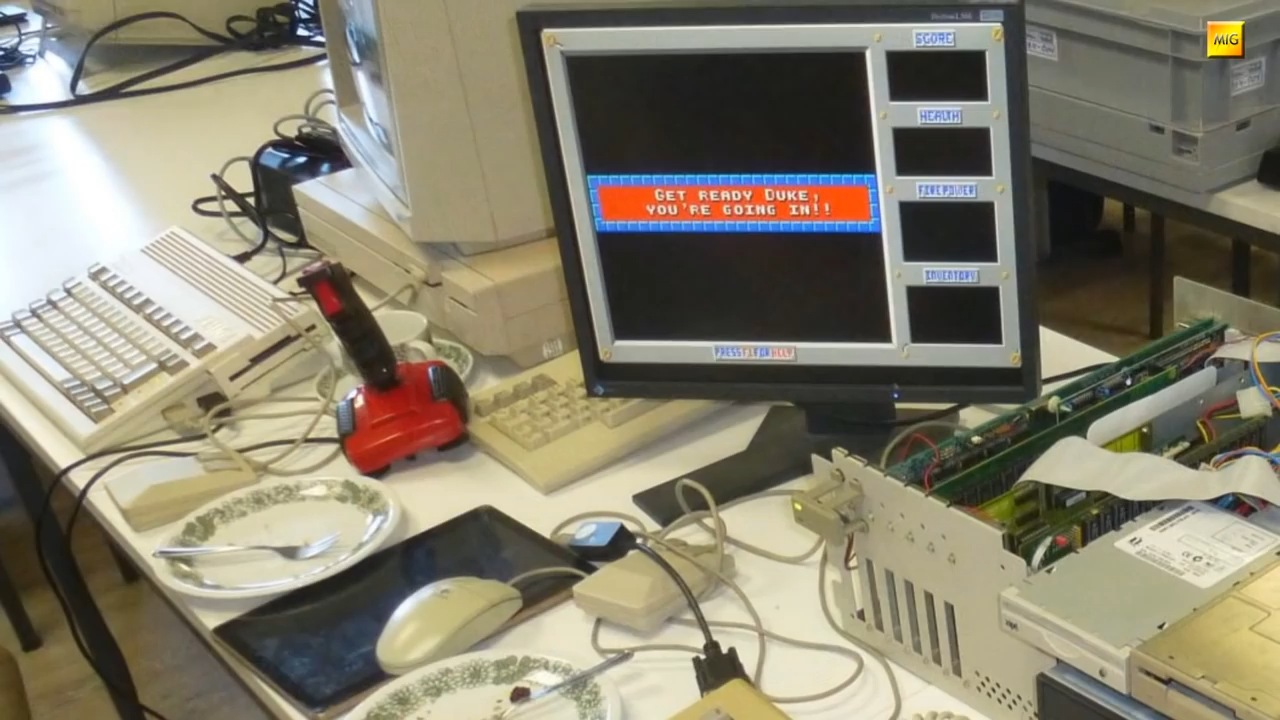 MIG
SCORE
HEALTH
FIREPOWER
INVENTORY
GET READY DUKE,
YOU'RE GOING IN!!
PRESS F1 FOR HELP